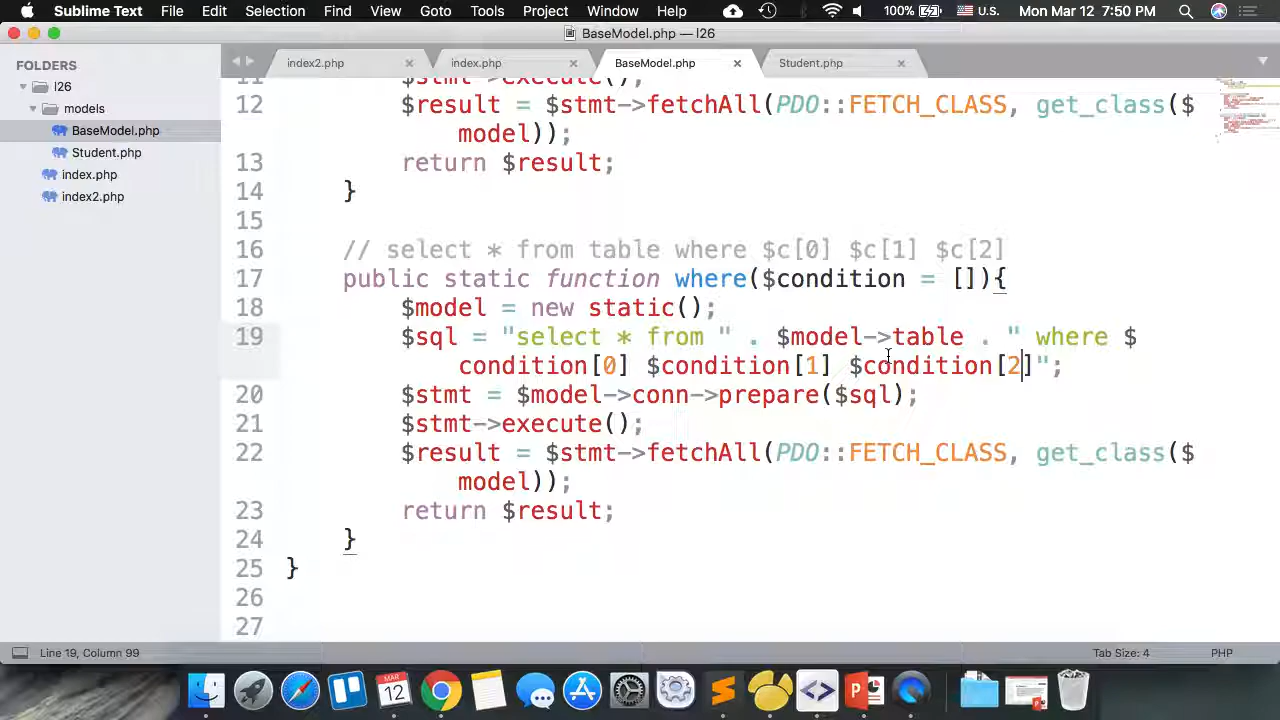 Sublime Text File Edit Selection Find View Goto Tools Project Window Help 100% U.S. Mon Mar 12 7:50 PM
BaseModel.php — l26
FOLDERS
l26
models
BaseModel.php
Student.php
index.php
index2.php
index2.php index.php BaseModel.php Student.php
11 $stmt->execute();
12 $result = $stmt->fetchAll(PDO::FETCH_CLASS, get_class($
model));
13 return $result;
14 }
15
16 // select * from table where $c[0] $c[1] $c[2]
17 public static function where($condition = []){
18 $model = new static();
19 $sql = "select * from " . $model->table . " where $
condition[0] $condition[1] $condition[2]";
20 $stmt = $model->conn->prepare($sql);
21 $stmt->execute();
22 $result = $stmt->fetchAll(PDO::FETCH_CLASS, get_class($
model));
23 return $result;
24 }
25 }
26
27
Line 19, Column 99 Tab Size: 4 PHP
MAR
12